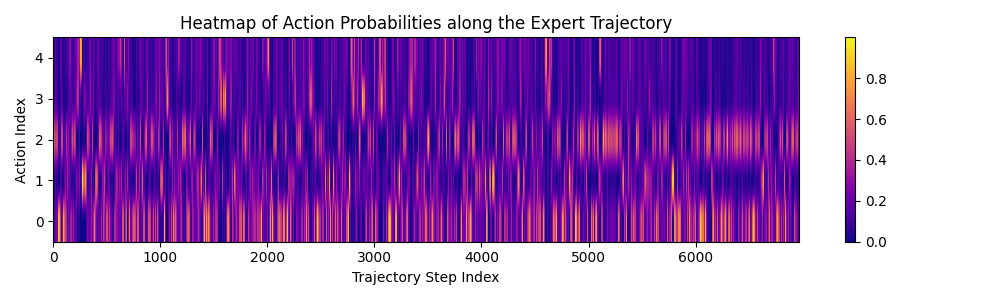 Heatmap of Action Probabilities along the Expert Trajectory
Action Index
4
3
2
1
0
0 1000 2000 3000 4000 5000 6000
Trajectory Step Index
0.8
0.6
0.4
0.2
0.0